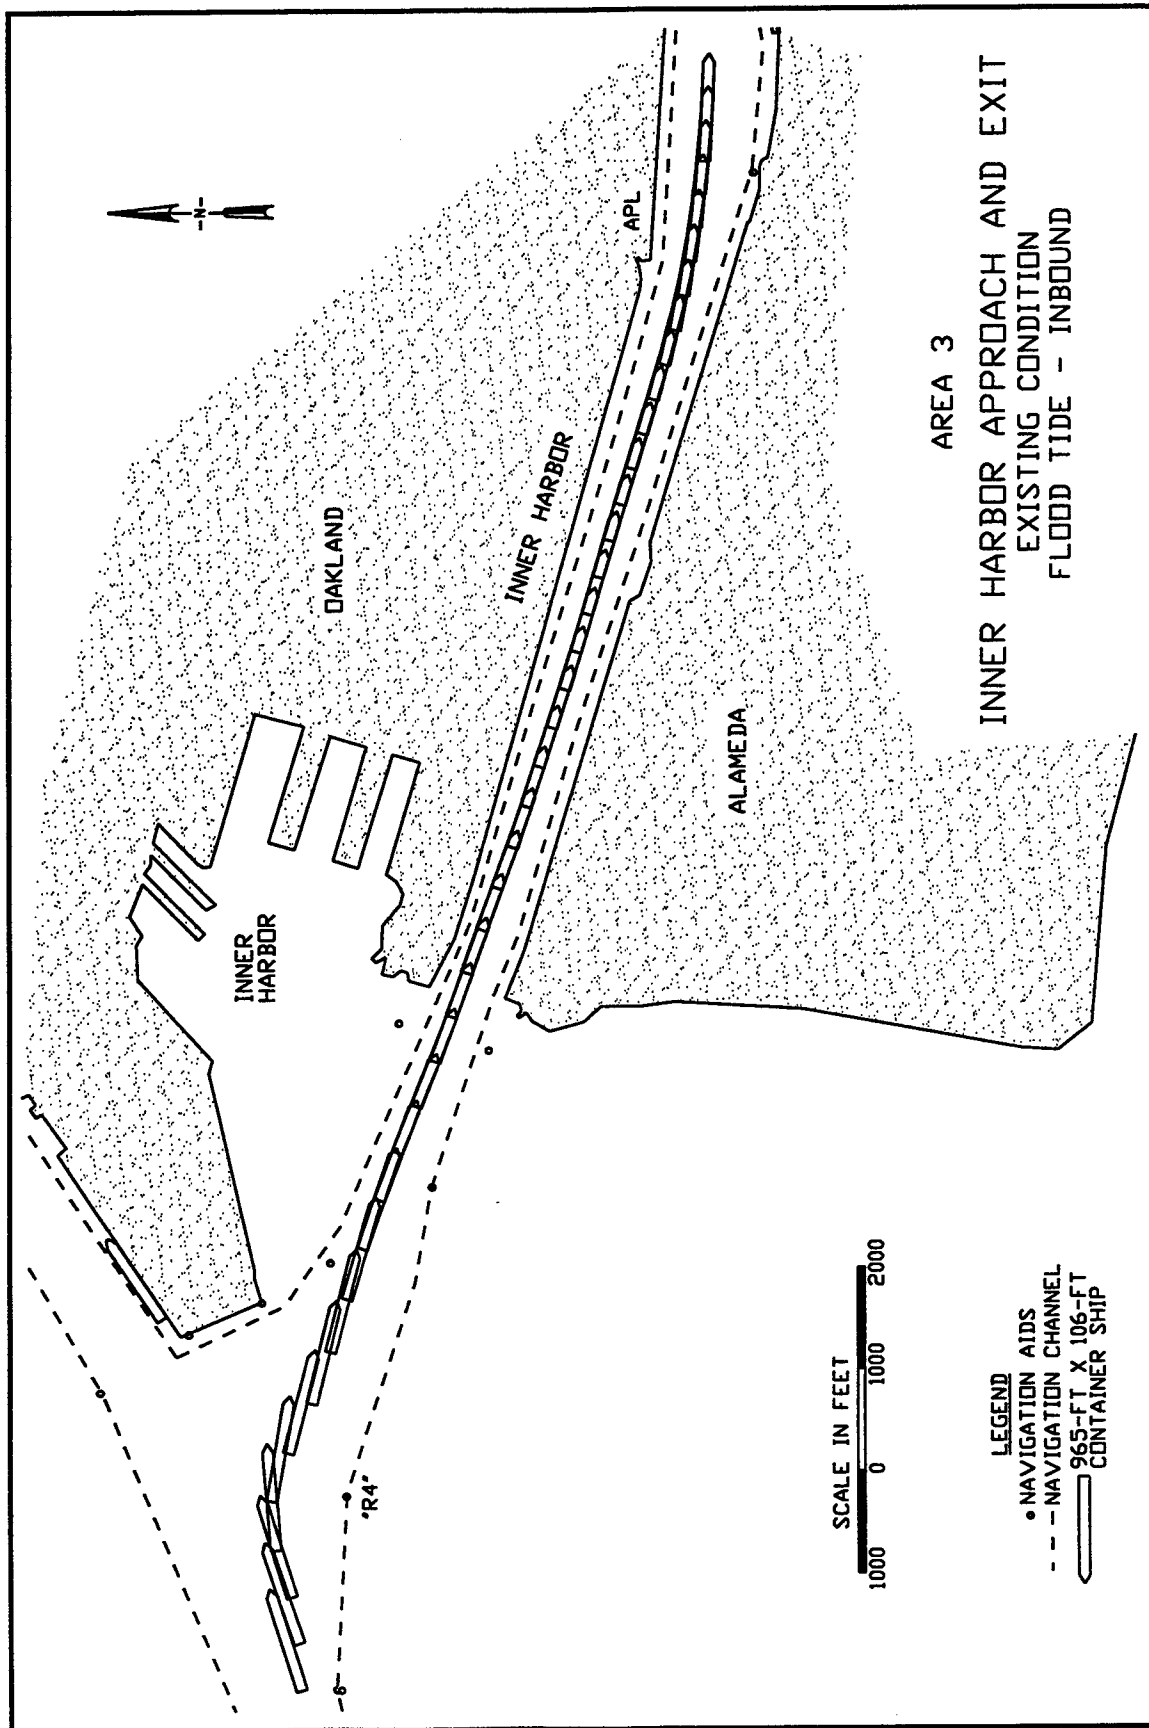 -N-
APL
OAKLAND
INNER HARBOR
INNER
HARBOR
ALAMEDA
"R4"
AREA 3
INNER HARBOR APPROACH AND EXIT
EXISTING CONDITION
FLOOD TIDE - INBOUND
SCALE IN FEET
1000 0 1000 2000
LEGEND
NAVIGATION AIDS
NAVIGATION CHANNEL
965-FT X 106-FT
CONTAINER SHIP